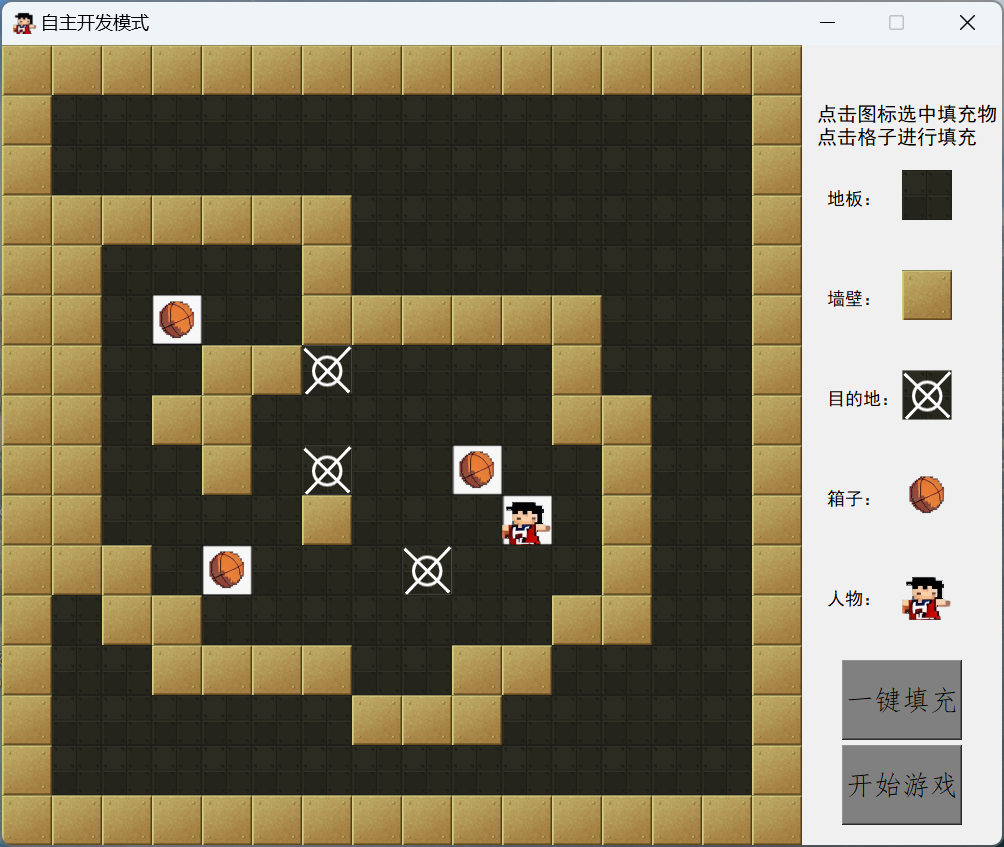 自主开发模式
点击图标选中填充物
点击格子进行填充
地板：
墙壁：
目的地：
箱子：
人物：
一键填充
开始游戏